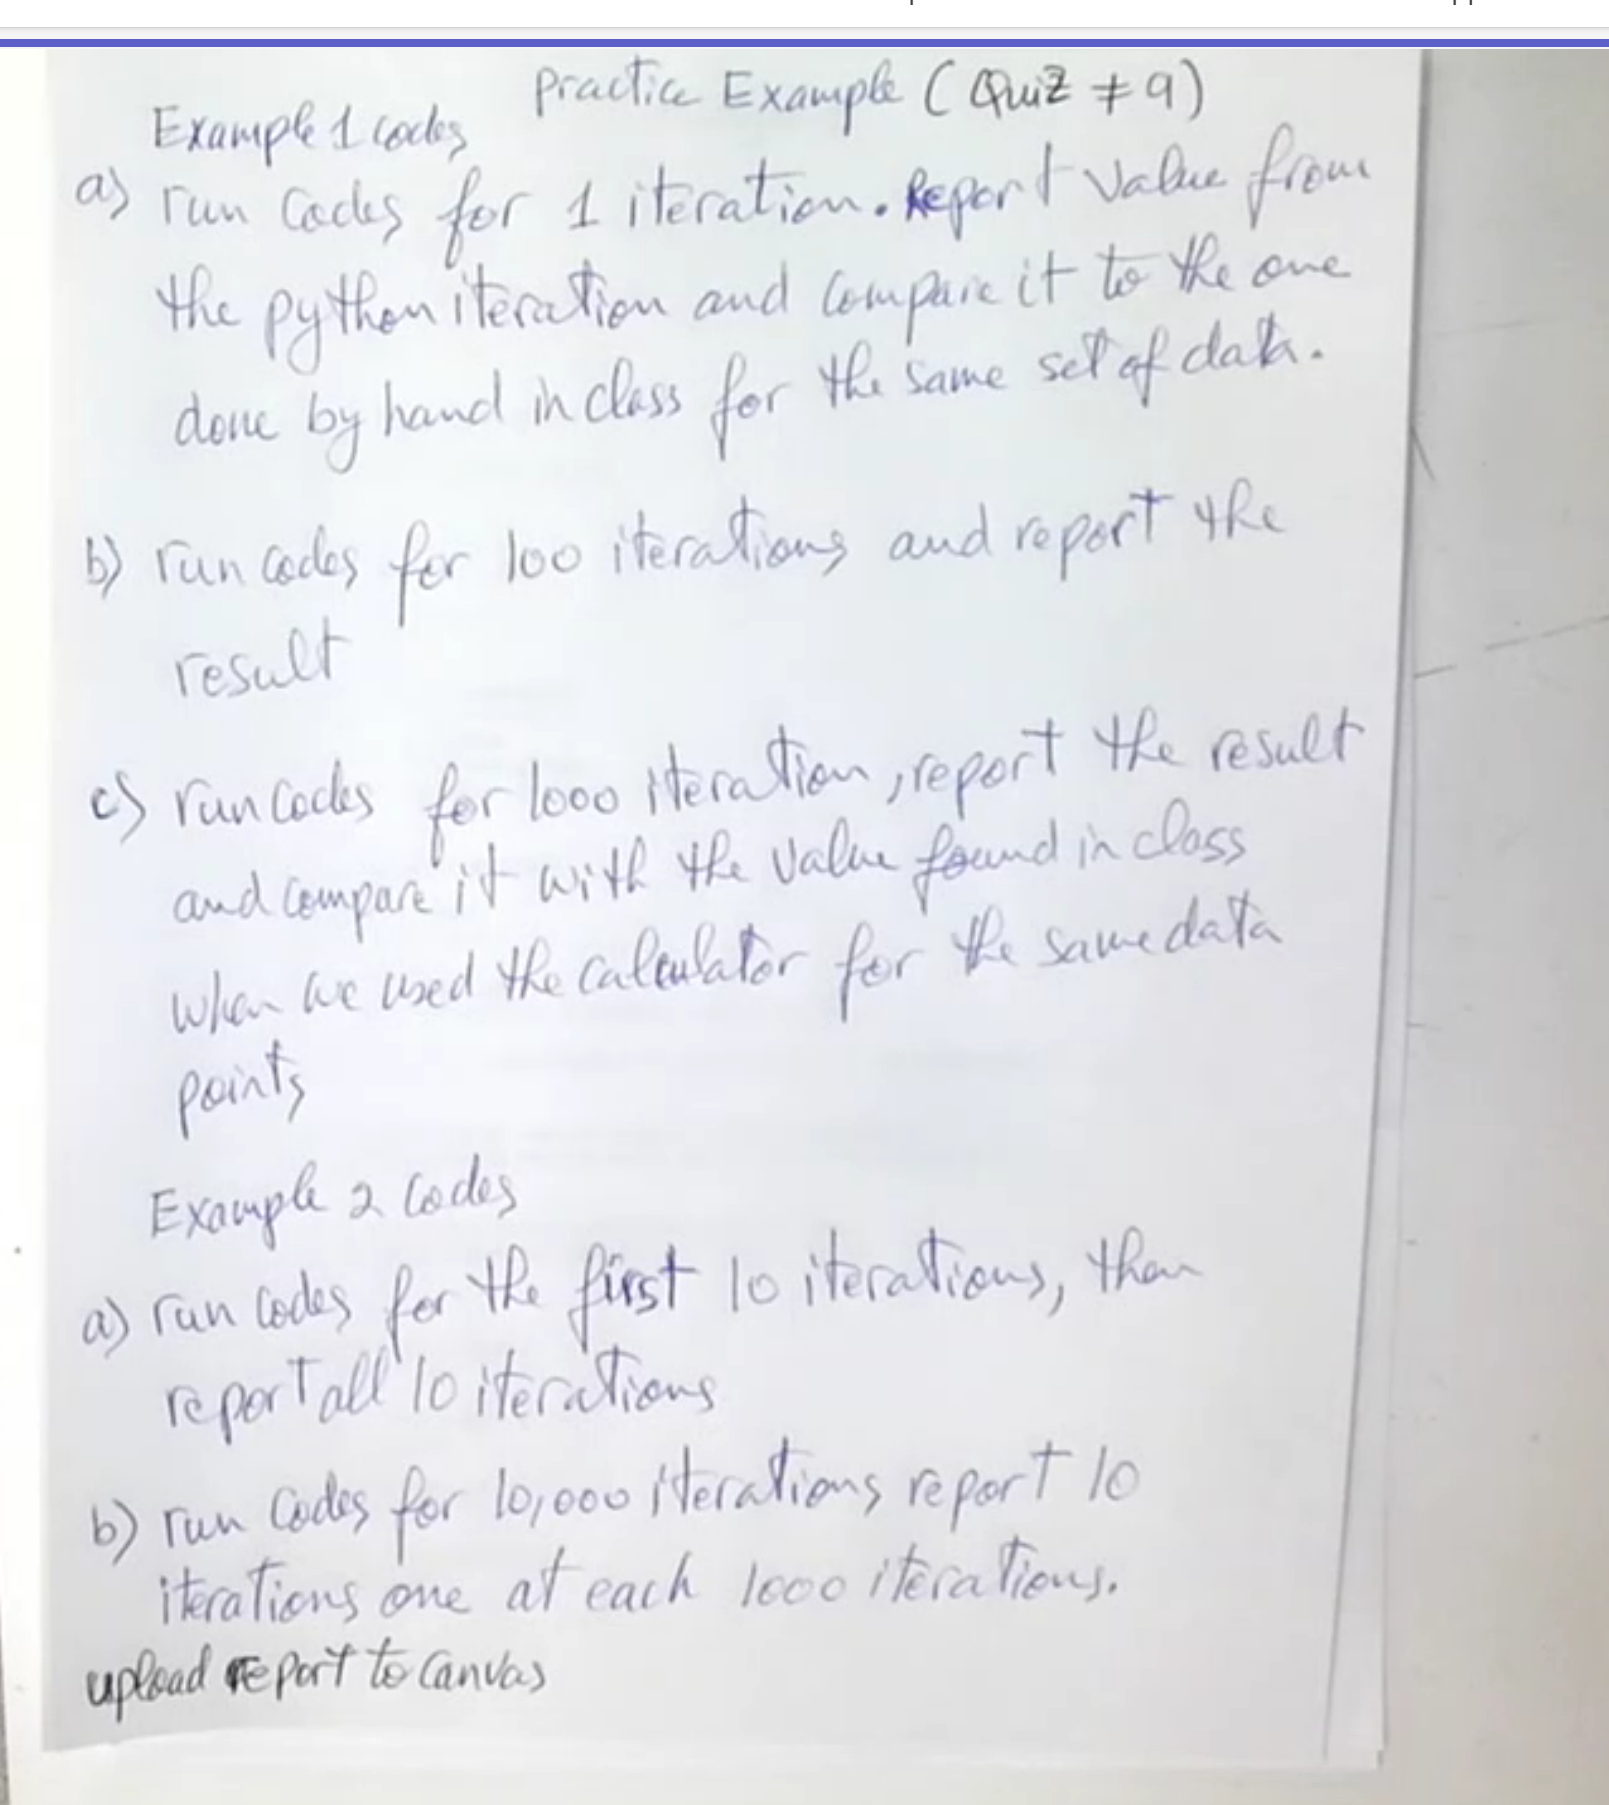 Practice Example (Quiz # 9)
Example 1 codes
a) run codes for 1 iteration. Report Value from
the python iteration and compare it to the one
done by hand in class for the same set of data.
b) run codes for 100 iterations and report the
result
c) run codes for 1000 iteration, report the result
and compare it with the value found in class
when we used the calculator for the same data
points
Example 2 codes
a) run codes for the first 10 iterations, then
report all 10 iterations
b) run codes for 10,000 iterations report 10
iterations one at each 1000 iterations.
upload report to Canvas